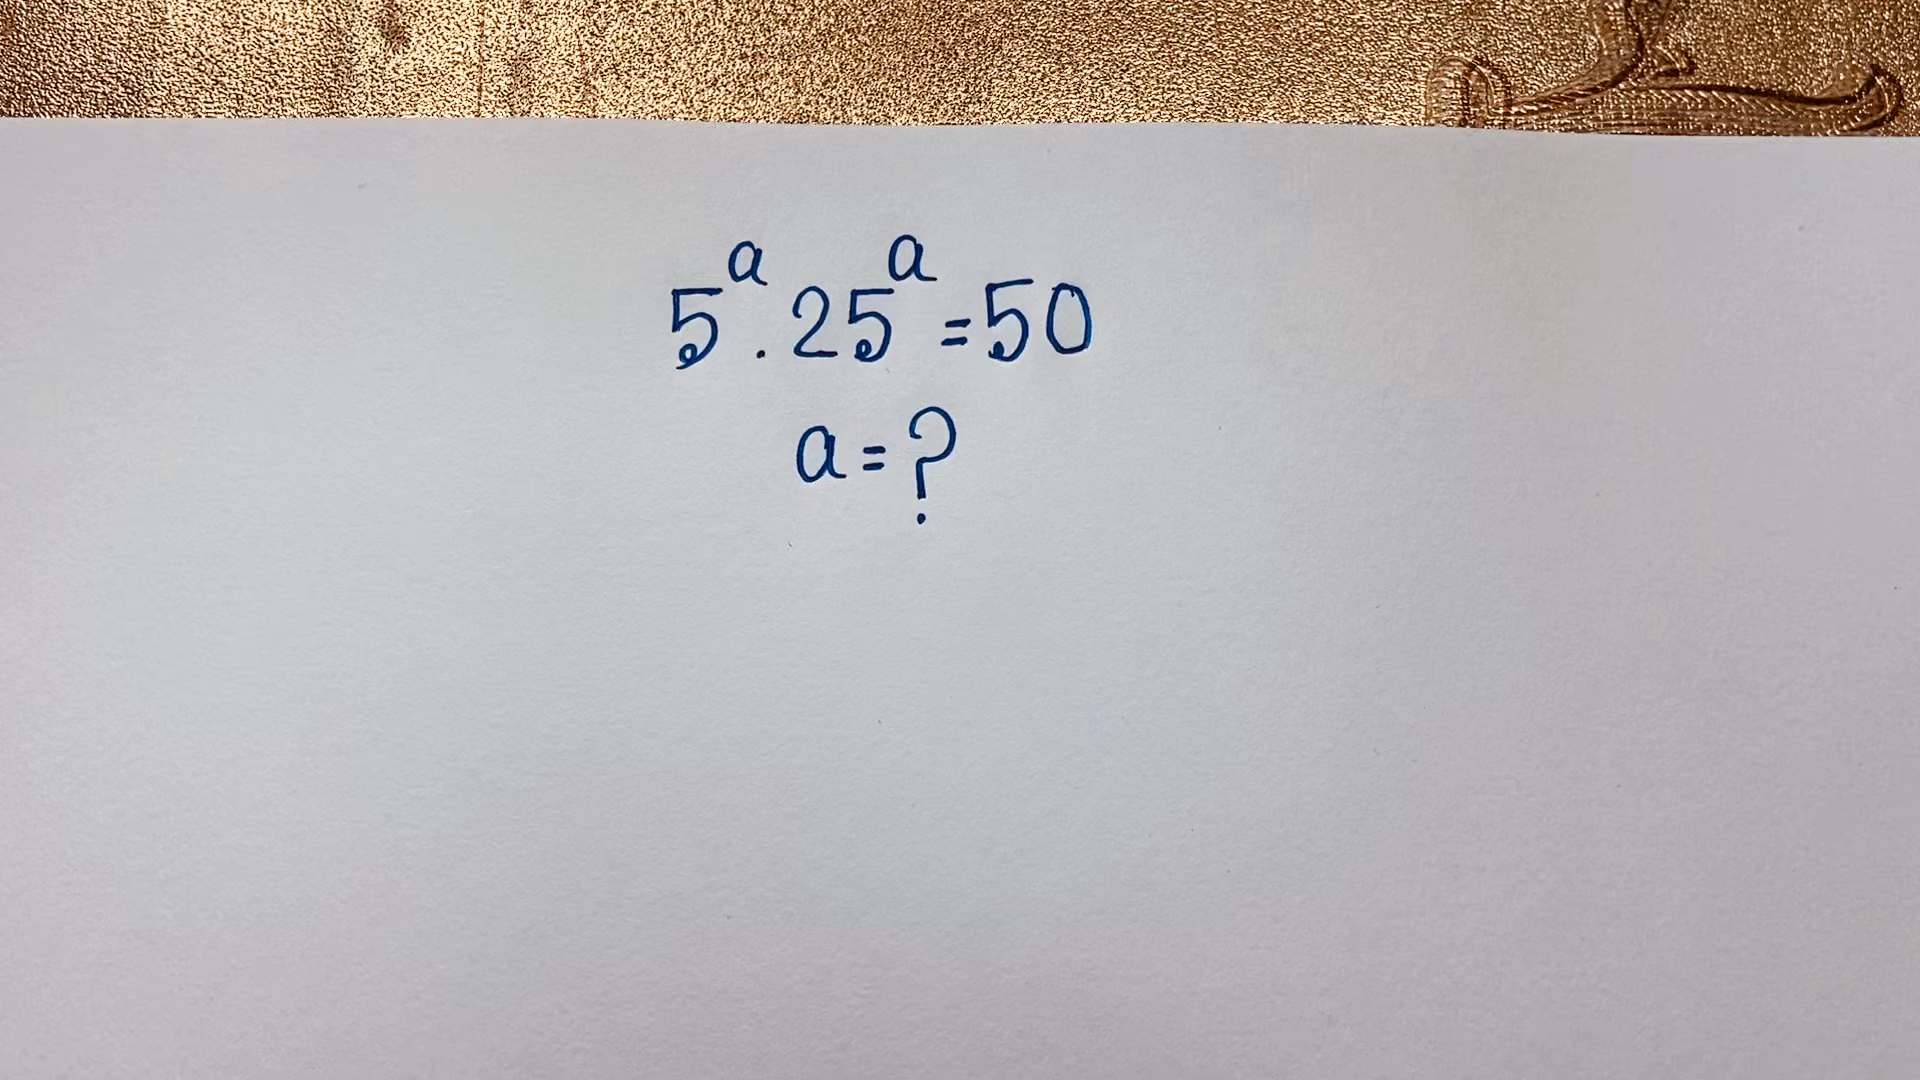 5^a . 25^a = 50
a = ?